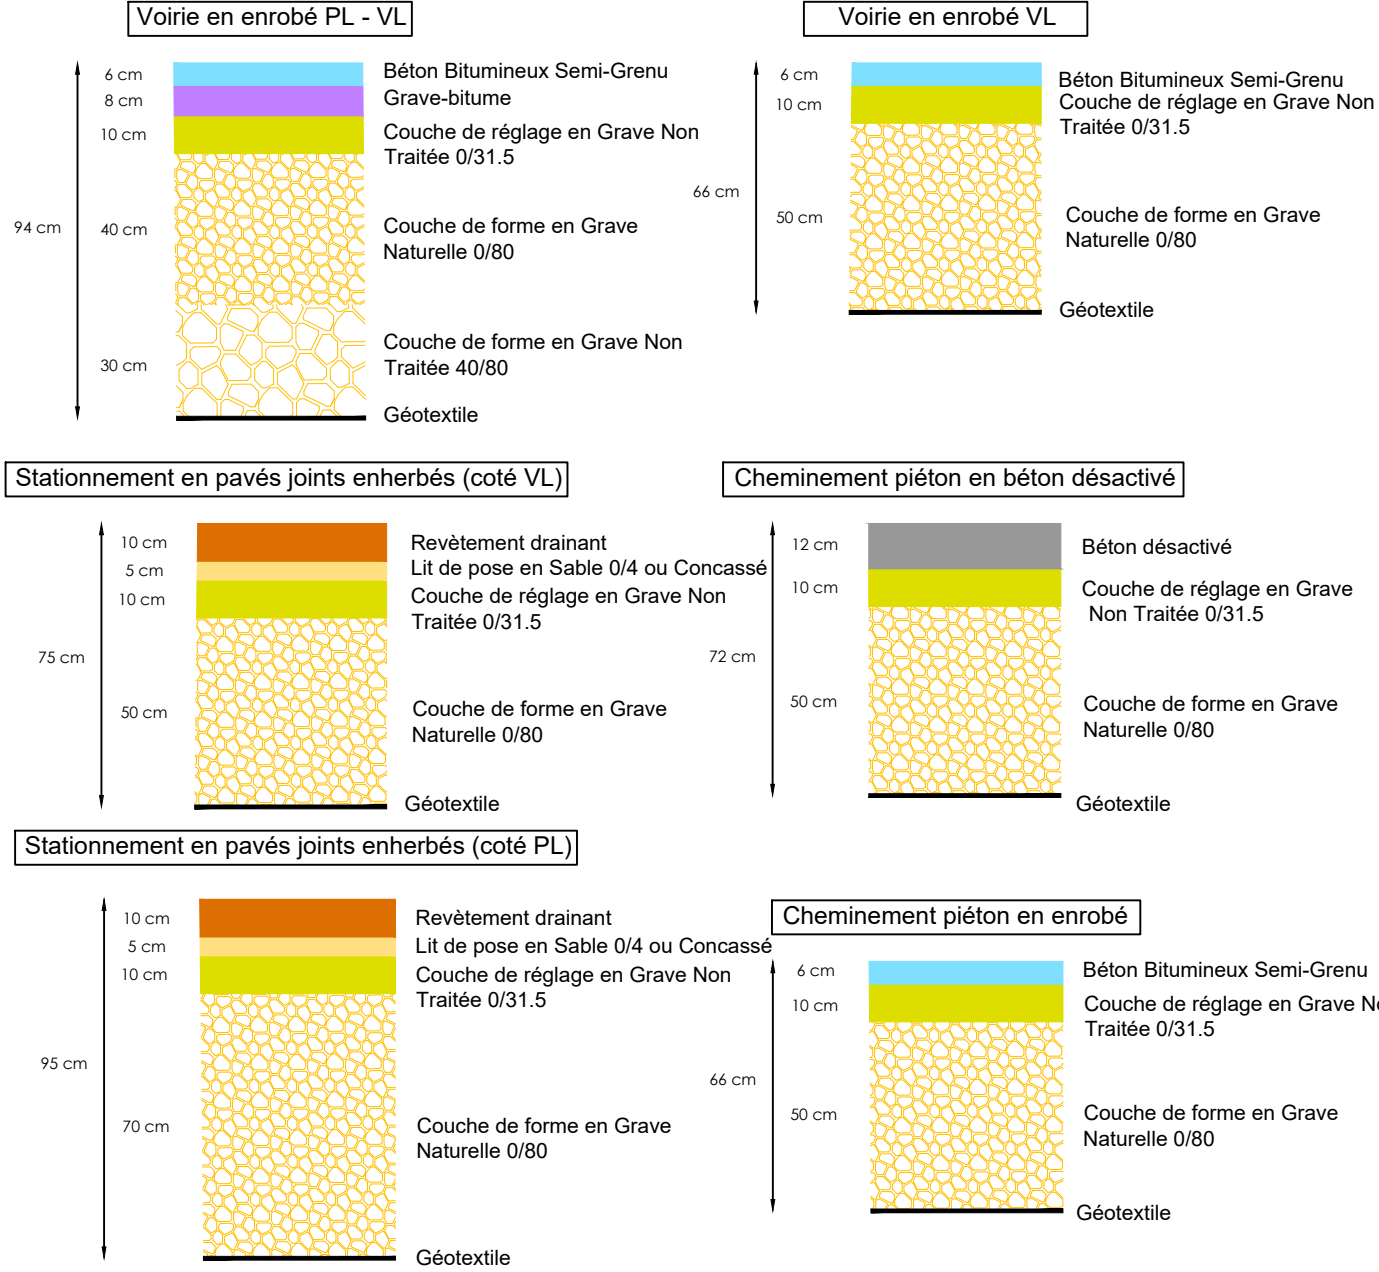 Voirie en enrobé PL - VL
6 cm
Béton Bitumineux Semi-Grenu
8 cm
Grave-bitume
10 cm
Couche de réglage en Grave Non
Traitée 0/31.5
94 cm
40 cm
Couche de forme en Grave
Naturelle 0/80
30 cm
Couche de forme en Grave Non
Traitée 40/80
Géotextile
Voirie en enrobé VL
6 cm
Béton Bitumineux Semi-Grenu
10 cm
Couche de réglage en Grave Non
Traitée 0/31.5
66 cm
50 cm
Couche de forme en Grave
Naturelle 0/80
Géotextile
Stationnement en pavés joints enherbés (coté VL)
10 cm
Revètement drainant
5 cm
Lit de pose en Sable 0/4 ou Concassé
10 cm
Couche de réglage en Grave Non
Traitée 0/31.5
75 cm
50 cm
Couche de forme en Grave
Naturelle 0/80
Géotextile
Cheminement piéton en béton désactivé
12 cm
Béton désactivé
10 cm
Couche de réglage en Grave
Non Traitée 0/31.5
72 cm
50 cm
Couche de forme en Grave
Naturelle 0/80
Géotextile
Stationnement en pavés joints enherbés (coté PL)
10 cm
Revètement drainant
5 cm
Lit de pose en Sable 0/4 ou Concassé
10 cm
Couche de réglage en Grave Non
Traitée 0/31.5
95 cm
70 cm
Couche de forme en Grave
Naturelle 0/80
Géotextile
Cheminement piéton en enrobé
6 cm
Béton Bitumineux Semi-Grenu
10 cm
Couche de réglage en Grave
Traitée 0/31.5
66 cm
50 cm
Couche de forme en Grave
Naturelle 0/80
Géotextile